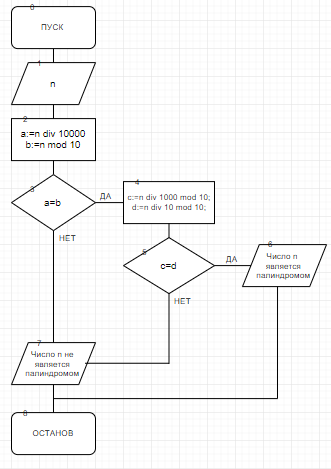 0
ПУСК
1
n
2
a:=n div 10000
b:=n mod 10
3
a=b
ДА
НЕТ
4
c:=n div 1000 mod 10;
d:=n div 10 mod 10;
5
c=d
ДА
НЕТ
6
Число n
является
палиндромом
7
Число n не
является
палиндромом
8
ОСТАНОВ